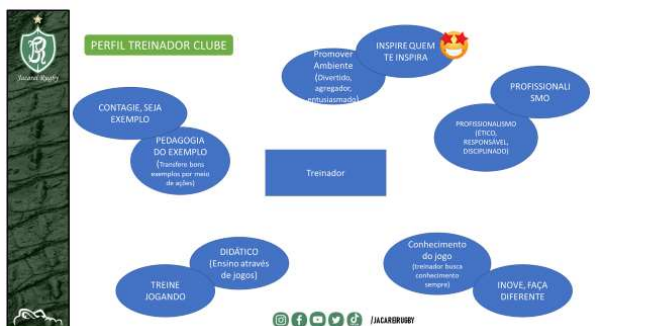 PERFIL TREINADOR CLUBE
Jacareí Rugby
INSPIRE QUEM
TE INSPIRA
Promover
Ambiente
(Divertido,
agregador,
entusiasmado)
PROFISSIONALI
SMO
PROFISSIONALISMO
(ÉTICO,
RESPONSÁVEL,
DISCIPLINADO)
CONTAGIE, SEJA
EXEMPLO
PEDAGOGIA
DO EXEMPLO
(Transfere bons
exemplos por meio
de ações)
Treinador
DIDÁTICO
(Ensino através
de jogos)
TREINE
JOGANDO
Conhecimento
do jogo
(treinador busca
conhecimento
sempre)
INOVE, FAÇA
DIFERENTE
/JACAREIRUGBY